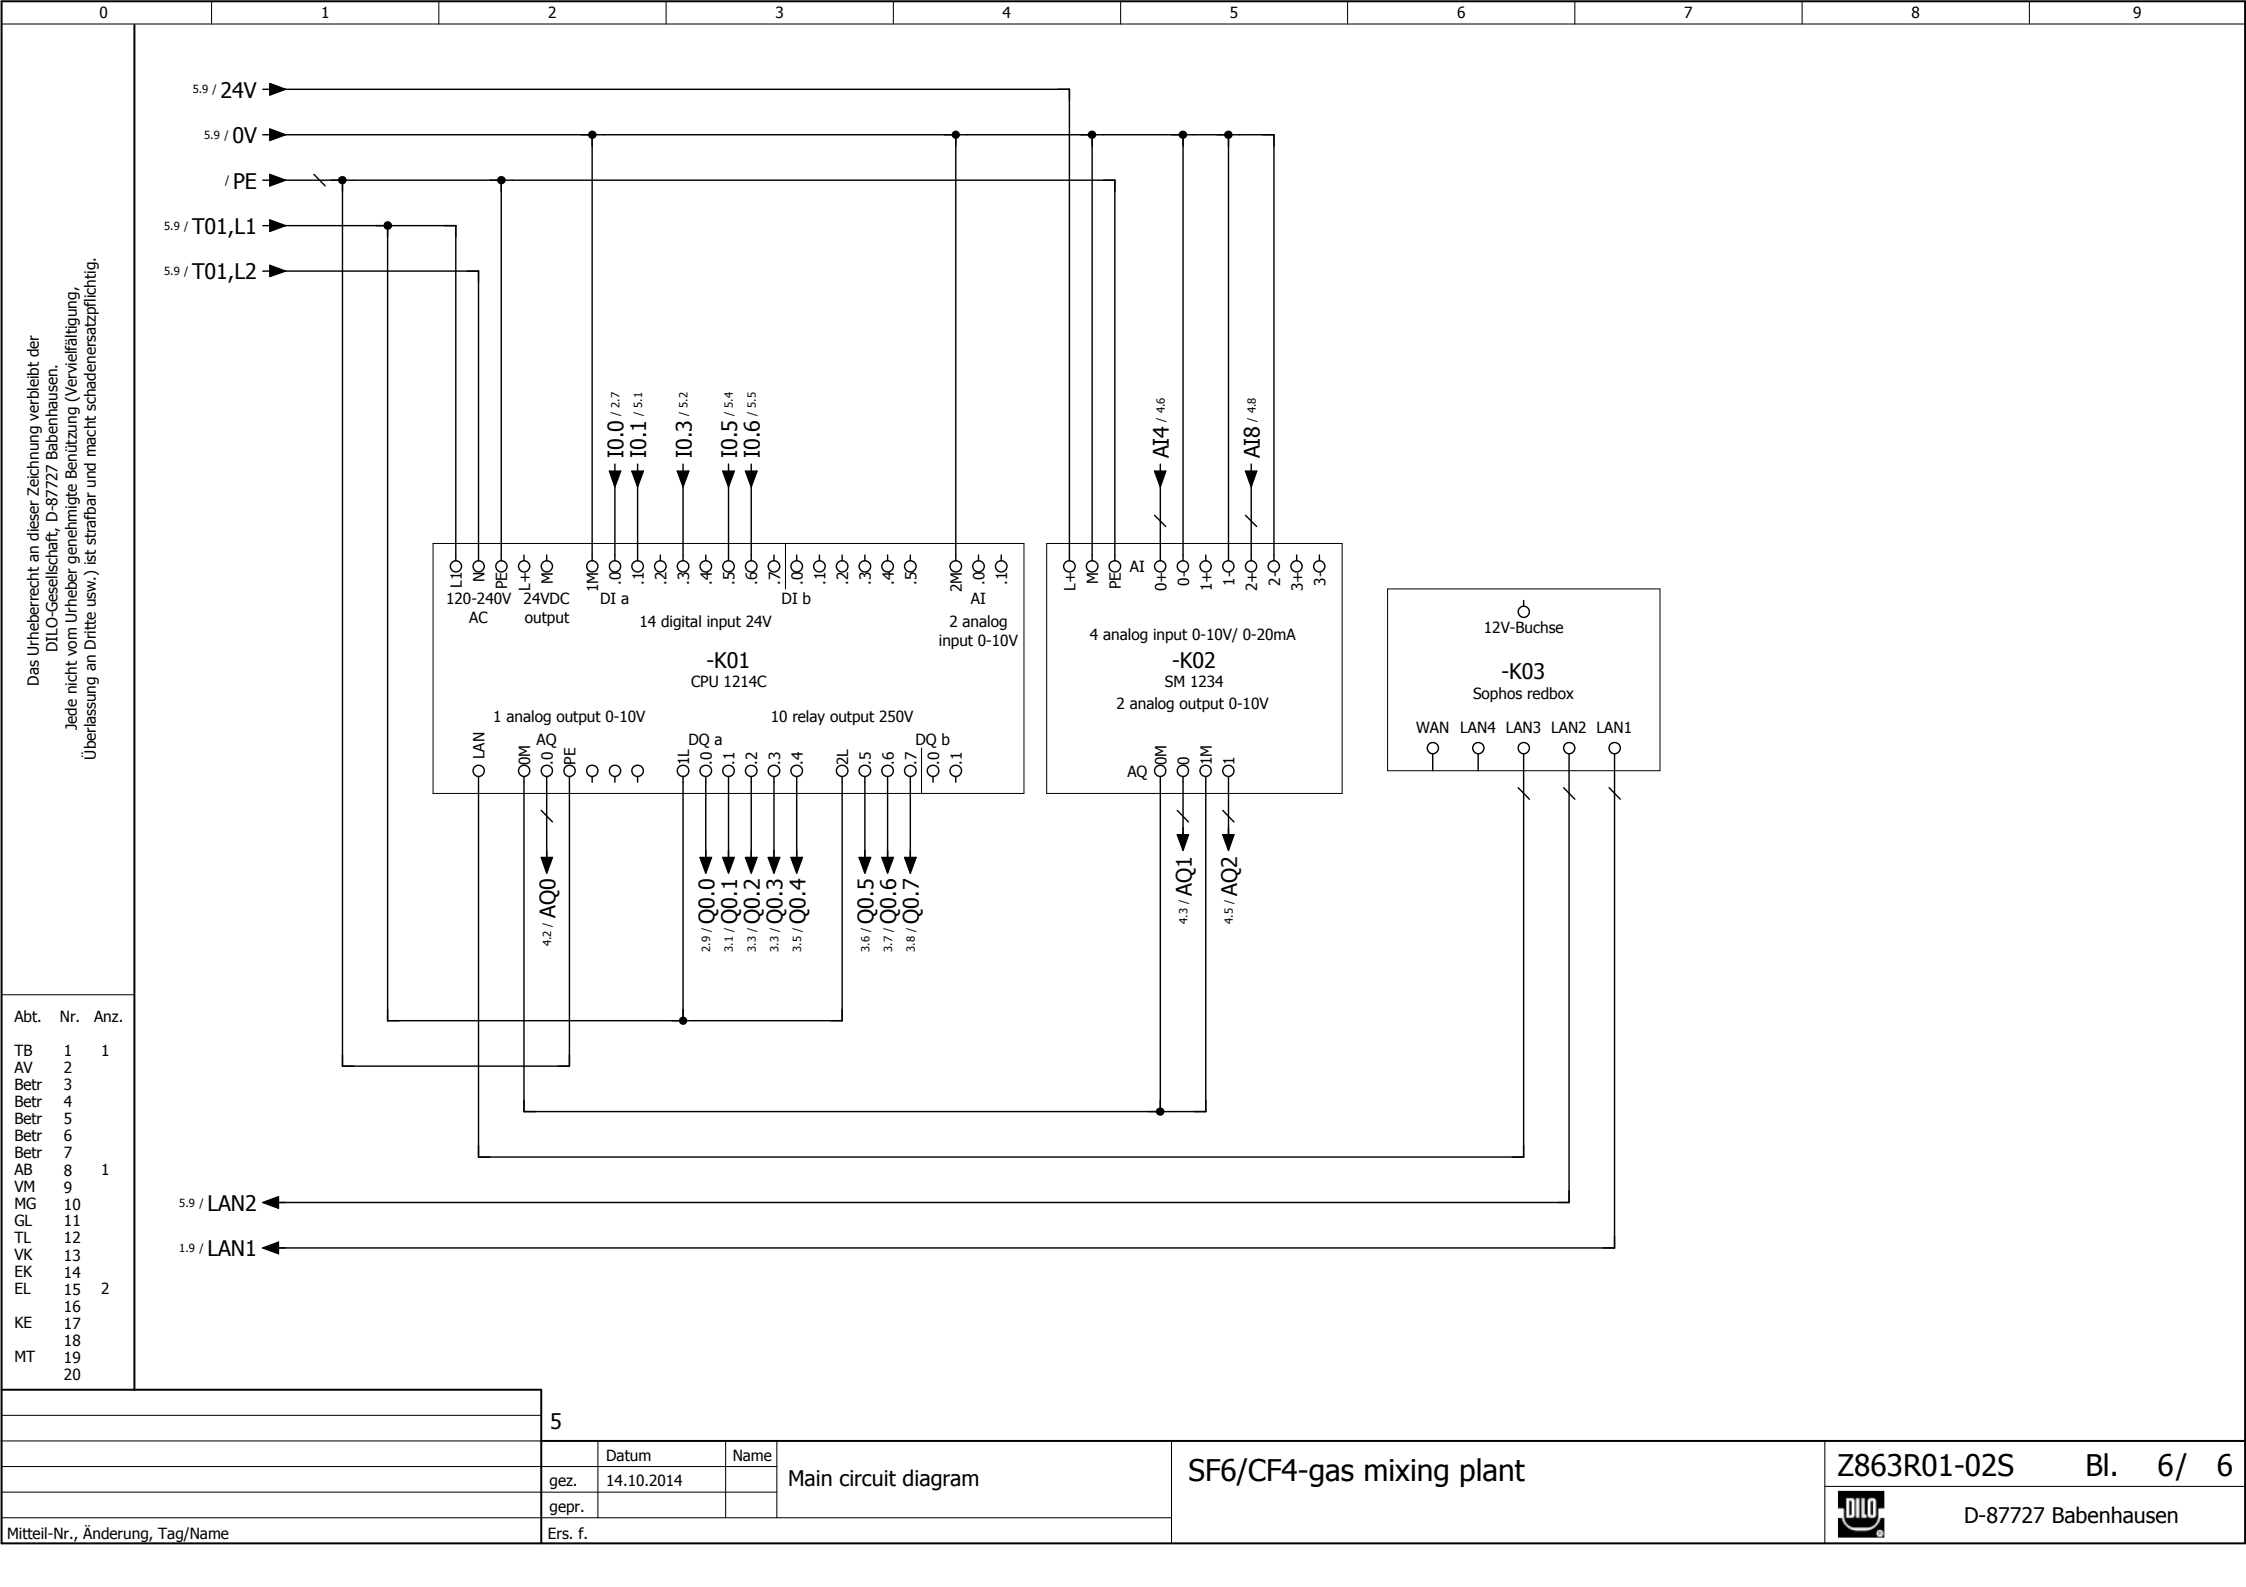 0 1 2 3 4 5 6 7 8 9
5.9 / 24V
5.9 / 0V
/ PE
5.9 / T01,L1
5.9 / T01,L2
Das Urheberrecht an dieser Zeichnung verbleibt der
DILO-Gesellschaft, D-87727 Babenhausen.
Jede nicht vom Urheber genehmigte Benützung (Vervielfältigung,
Überlassung an Dritte usw.) ist strafbar und macht schadenersatzpflichtig.
I0.0 / 2.7
I0.1 / 5.1
I0.3 / 5.2
I0.5 / 5.4
I0.6 / 5.5
AI4 / 4.6
AI8 / 4.8
L1 N PE L+ M 1M .0 .1 .2 .3 .4 .5 .6 .7 .0 .1 .2 .3 .4 .5 2M .0 .1
120-240V
AC
24VDC
output
DI a
14 digital input 24V
DI b
AI
2 analog
input 0-10V
-K01
CPU 1214C
1 analog output 0-10V
10 relay output 250V
AQ
DQ a
DQ b
LAN 0M .0 PE 1L .0 .1 .2 .3 .4 2L .5 .6 .7 .0 .1
L+ M PE AI 0+ 0- 1+ 1- 2+ 2- 3+ 3-
4 analog input 0-10V/ 0-20mA
-K02
SM 1234
2 analog output 0-10V
AQ 0M 0 1M 1
12V-Buchse
-K03
Sophos redbox
WAN LAN4 LAN3 LAN2 LAN1
4.2 / AQ0
2.9 / Q0.0
3.1 / Q0.1
3.3 / Q0.2
3.3 / Q0.3
3.5 / Q0.4
3.6 / Q0.5
3.7 / Q0.6
3.8 / Q0.7
4.3 / AQ1
4.5 / AQ2
5.9 / LAN2
1.9 / LAN1
Abt. Nr. Anz.
TB 1 1
AV 2
Betr 3
Betr 4
Betr 5
Betr 6
Betr 7
AB 8 1
VM 9
MG 10
GL 11
TL 12
VK 13
EK 14
EL 15 2
16
KE 17
18
MT 19
20
5
Datum Name
gez. 14.10.2014
gepr.
Ers. f.
Mitteil-Nr., Änderung, Tag/Name
Main circuit diagram
SF6/CF4-gas mixing plant
Z863R01-02S Bl. 6/ 6
DILO
D-87727 Babenhausen